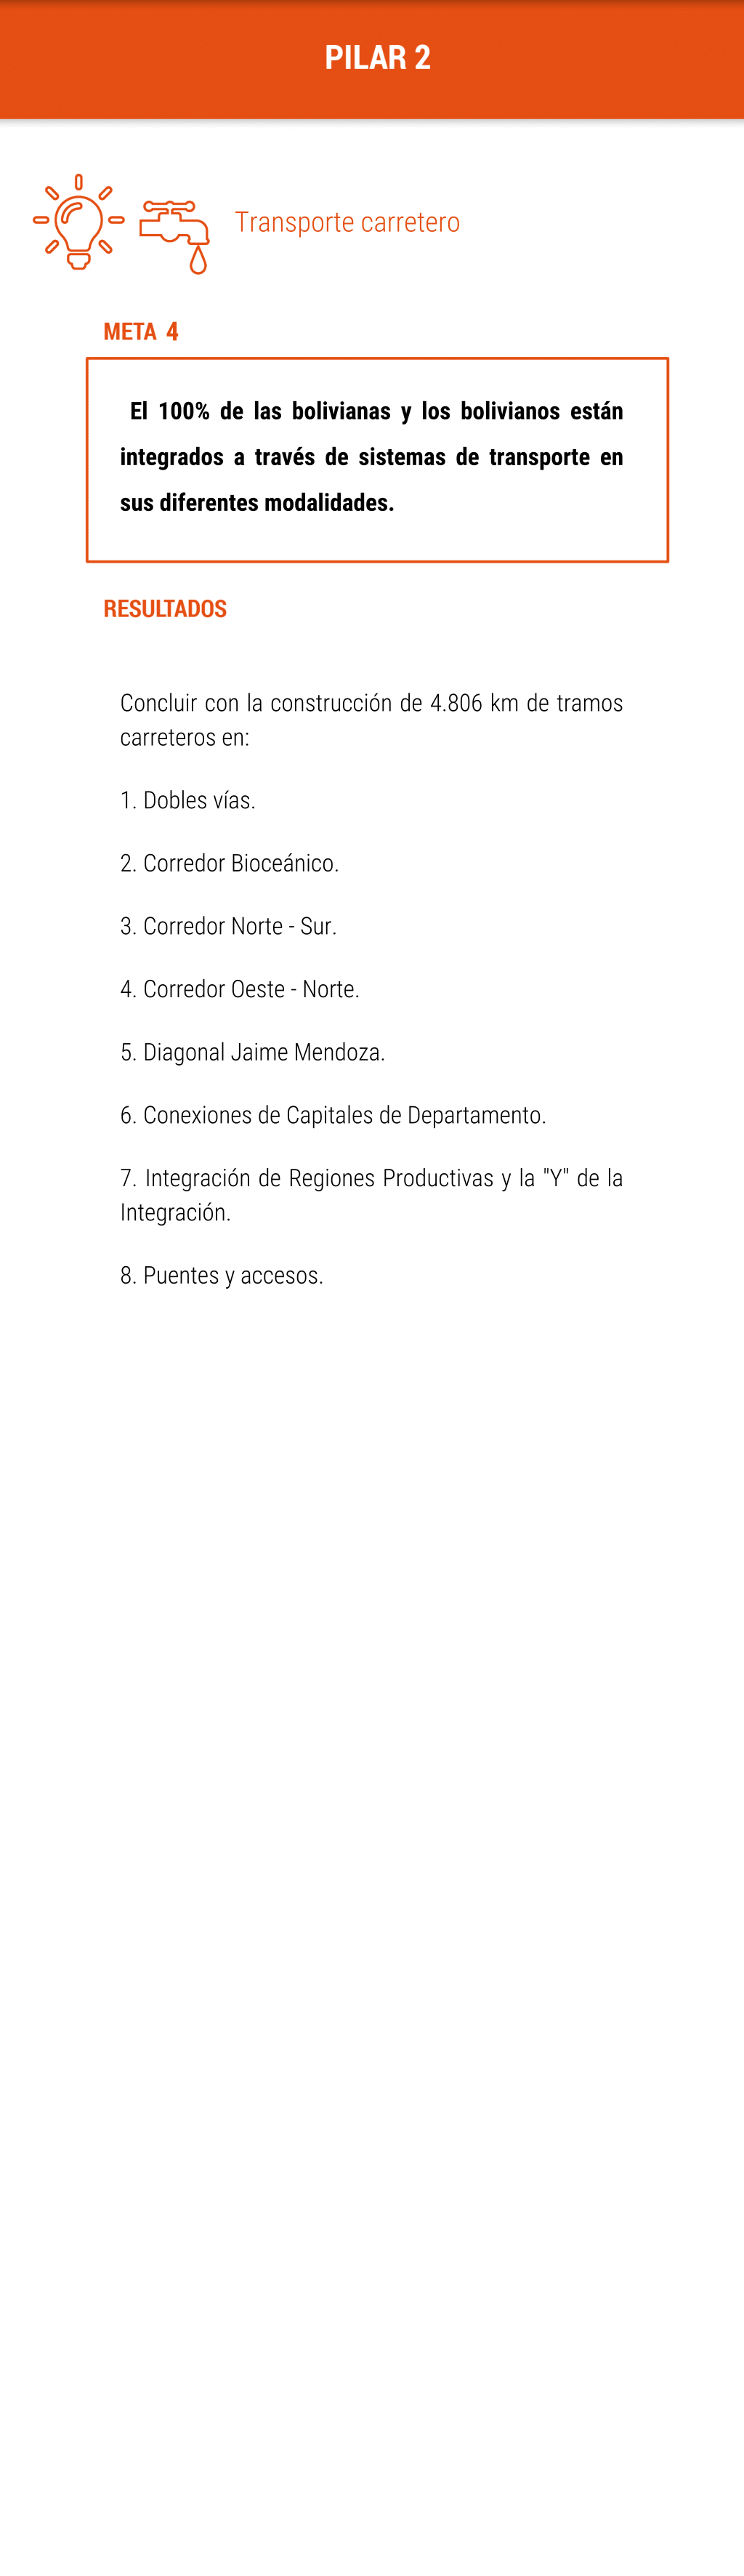 PILAR 2
Transporte carretero
META 4
El 100% de las bolivianas y los bolivianos están
integrados a través de sistemas de transporte en
sus diferentes modalidades.
RESULTADOS
Concluir con la construcción de 4.806 km de tramos
carreteros en:
1. Dobles vías.
2. Corredor Bioceánico.
3. Corredor Norte - Sur.
4. Corredor Oeste - Norte.
5. Diagonal Jaime Mendoza.
6. Conexiones de Capitales de Departamento.
7. Integración de Regiones Productivas y la "Y" de la
Integración.
8. Puentes y accesos.